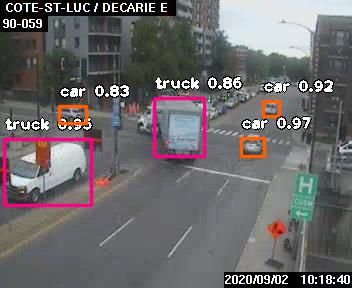 COTE-ST-LUC / DECARIE E
90-059
car 0.83
truck 0.86
car 0.92
truck 0.95
car 0.97
H
CUSM
2020/09/02 10:18:40